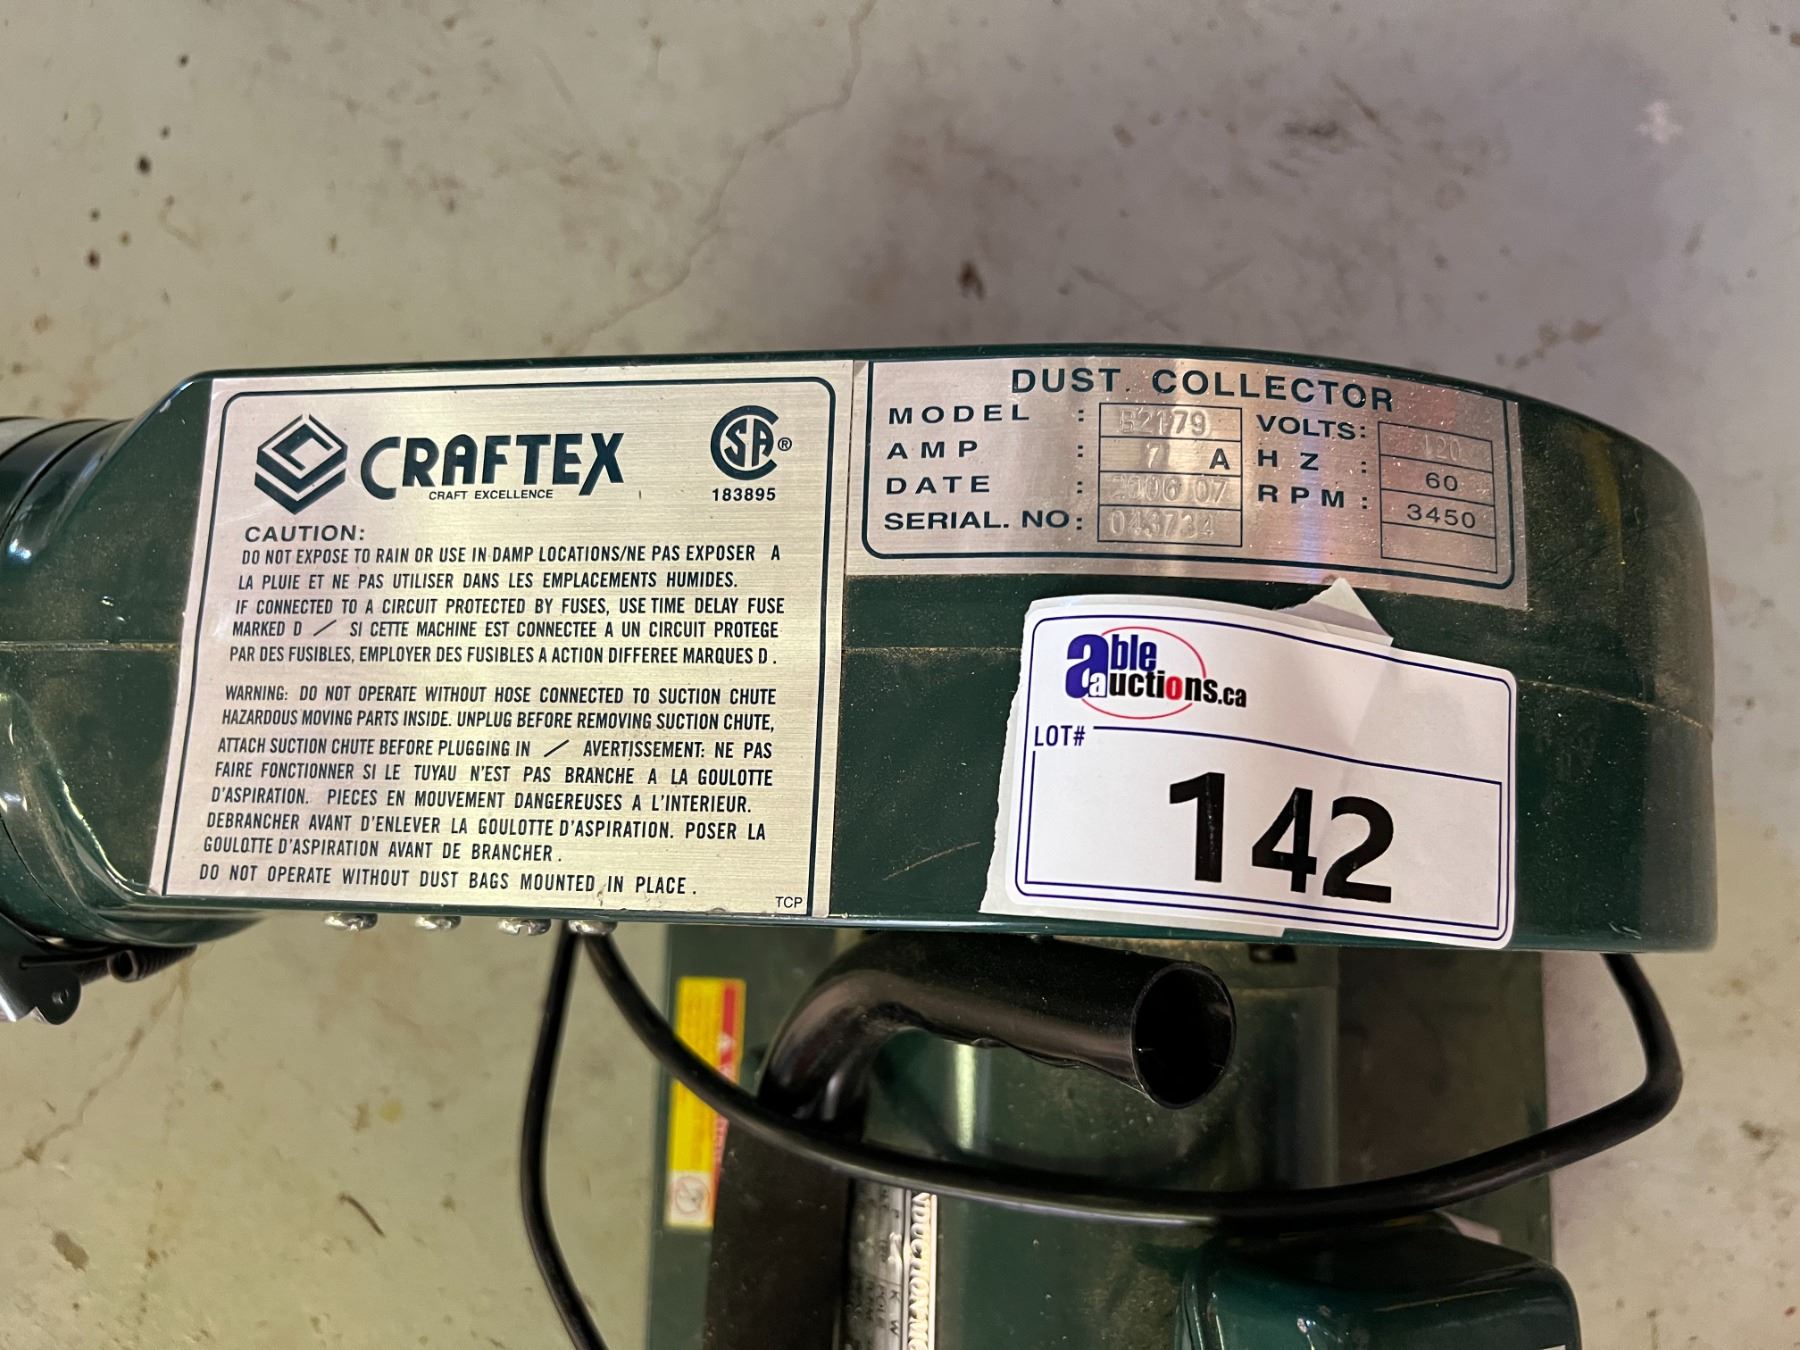 CRAFTEX
CRAFT EXCELLENCE
CSA ®
183895
CAUTION:
DO NOT EXPOSE TO RAIN OR USE IN DAMP LOCATIONS/NE PAS EXPOSER A
LA PLUIE ET NE PAS UTILISER DANS LES EMPLACEMENTS HUMIDES.
IF CONNECTED TO A CIRCUIT PROTECTED BY FUSES, USE TIME DELAY FUSE
MARKED D / SI CETTE MACHINE EST CONNECTEE A UN CIRCUIT PROTEGE
PAR DES FUSIBLES, EMPLOYER DES FUSIBLES A ACTION DIFFEREE MARQUES D.
WARNING: DO NOT OPERATE WITHOUT HOSE CONNECTED TO SUCTION CHUTE
HAZARDOUS MOVING PARTS INSIDE. UNPLUG BEFORE REMOVING SUCTION CHUTE,
ATTACH SUCTION CHUTE BEFORE PLUGGING IN / AVERTISSEMENT: NE PAS
FAIRE FONCTIONNER SI LE TUYAU N'EST PAS BRANCHE A LA GOULOTTE
D'ASPIRATION. PIECES EN MOUVEMENT DANGEREUSES A L'INTERIEUR.
DEBRANCHER AVANT D'ENLEVER LA GOULOTTE D'ASPIRATION. POSER LA
GOULOTTE D'ASPIRATION AVANT DE BRANCHER.
DO NOT OPERATE WITHOUT DUST BAGS MOUNTED IN PLACE.
TCP
DUST. COLLECTOR
MODEL : B2179 VOLTS: 120
AMP : 7 A HZ : 60
DATE : 2006 07 RPM : 3450
SERIAL. NO: 043734
able
auctions.ca
LOT#
142